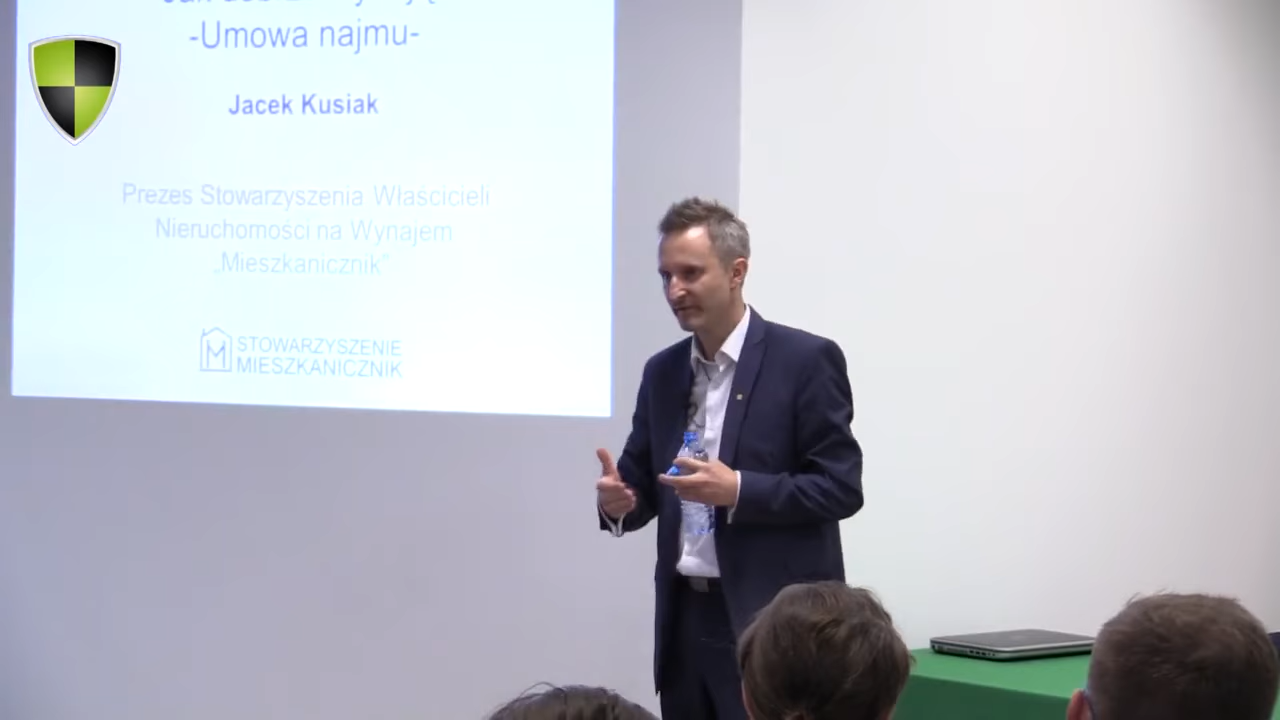 -Umowa najmu-
Jacek Kusiak
Prezes Stowarzyszenia Właścicieli
Nieruchomości na Wynajem
„Mieszkanicznik”
M STOWARZYSZENIE
MIESZKANICZNIK